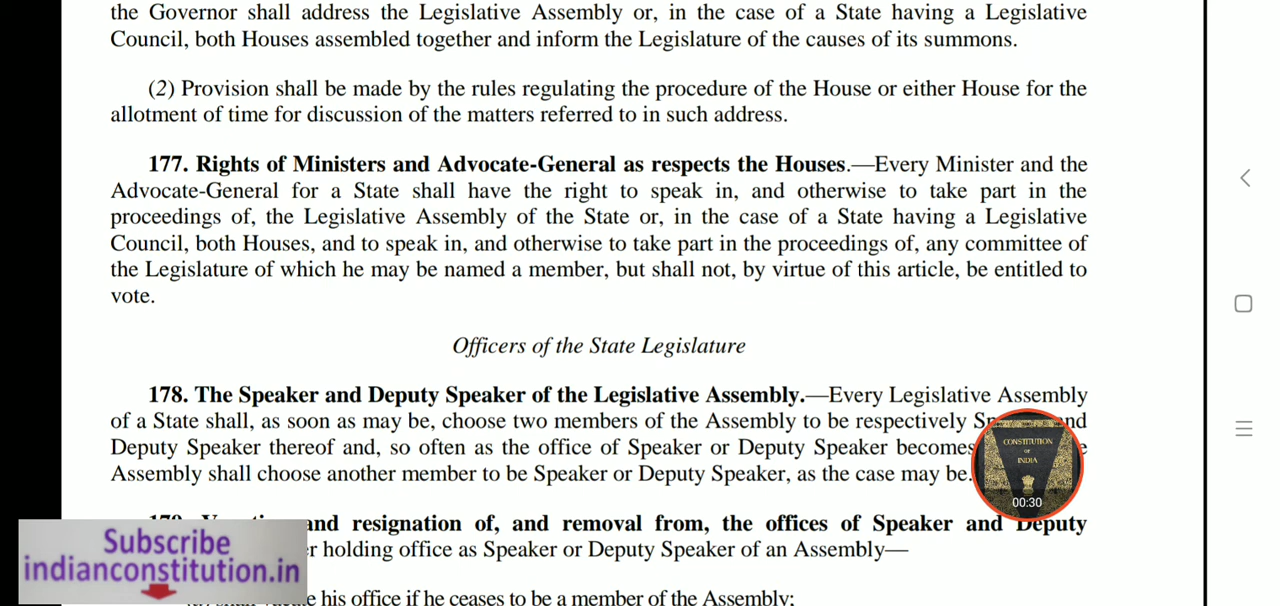 the Governor shall address the Legislative Assembly or, in the case of a State having a Legislative
Council, both Houses assembled together and inform the Legislature of the causes of its summons.
(2) Provision shall be made by the rules regulating the procedure of the House or either House for the
allotment of time for discussion of the matters referred to in such address.
177. Rights of Ministers and Advocate-General as respects the Houses.—Every Minister and the
Advocate-General for a State shall have the right to speak in, and otherwise to take part in the
proceedings of, the Legislative Assembly of the State or, in the case of a State having a Legislative
Council, both Houses, and to speak in, and otherwise to take part in the proceedings of, any committee of
the Legislature of which he may be named a member, but shall not, by virtue of this article, be entitled to
vote.
Officers of the State Legislature
178. The Speaker and Deputy Speaker of the Legislative Assembly.—Every Legislative Assembly
of a State shall, as soon as may be, choose two members of the Assembly to be respectively
Deputy Speaker thereof and, so often as the office of Speaker or Deputy Speaker becomes
Assembly shall choose another member to be Speaker or Deputy Speaker, as the case may be.
CONSTITUTION
OF
INDIA
00:30
and resignation of, and removal from, the offices of Speaker and Deputy
holding office as Speaker or Deputy Speaker of an Assembly—
his office if he ceases to be a member of the Assembly;
Subscribe
indianconstitution.in